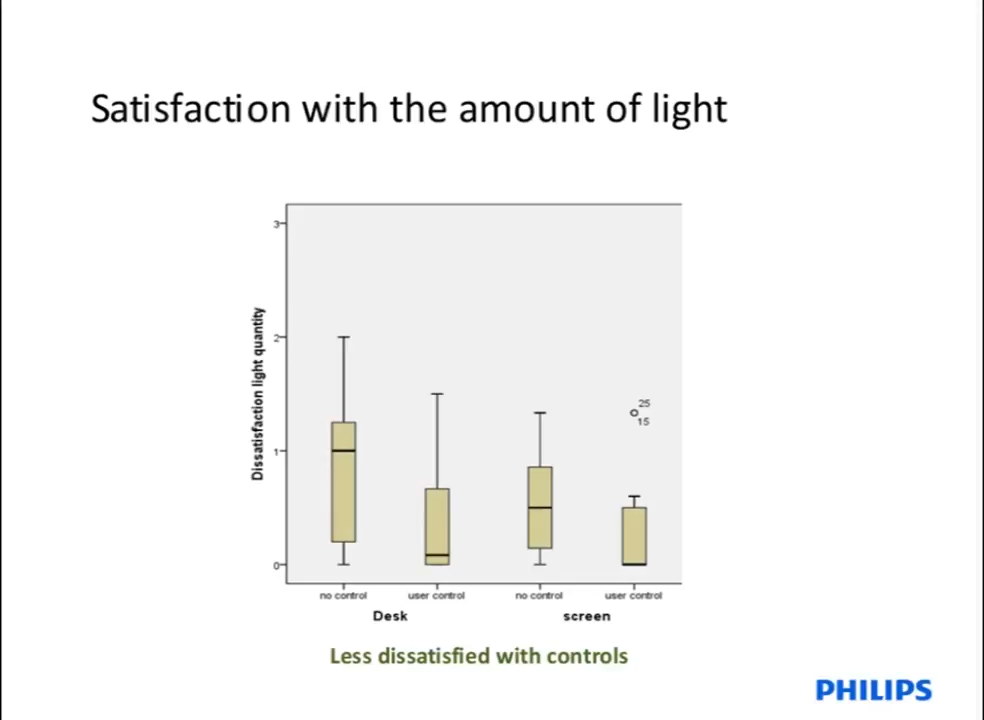 Satisfaction with the amount of light
Dissatisfaction light quantity
3
2
1
0
25
15
no control
user control
no control
user control
Desk
screen
Less dissatisfied with controls
PHILIPS